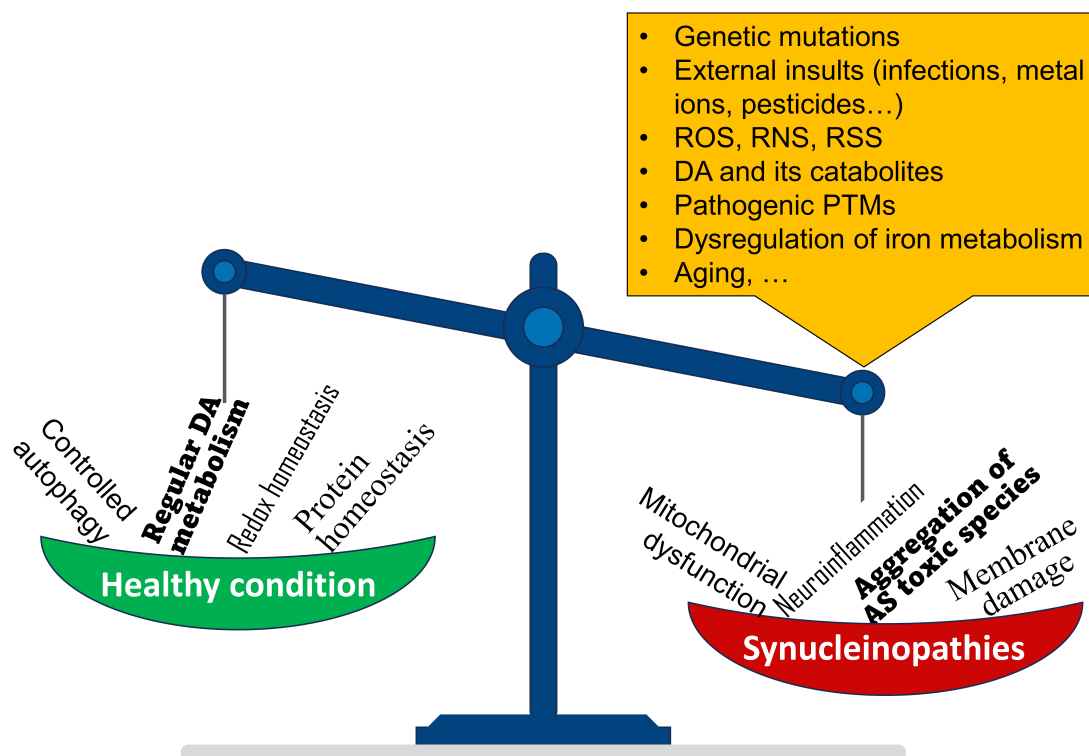 • Genetic mutations
• External insults (infections, metal
ions, pesticides…)
• ROS, RNS, RSS
• DA and its catabolites
• Pathogenic PTMs
• Dysregulation of iron metabolism
• Aging, …
Controlled
autophagy
Regular DA
metabolism
Redox homeostasis
Protein
homeostasis
Healthy condition
Mitochondrial
dysfunction
Neuroinflammation
Aggregation of
AS toxic species
Membrane
damage
Synucleinopathies